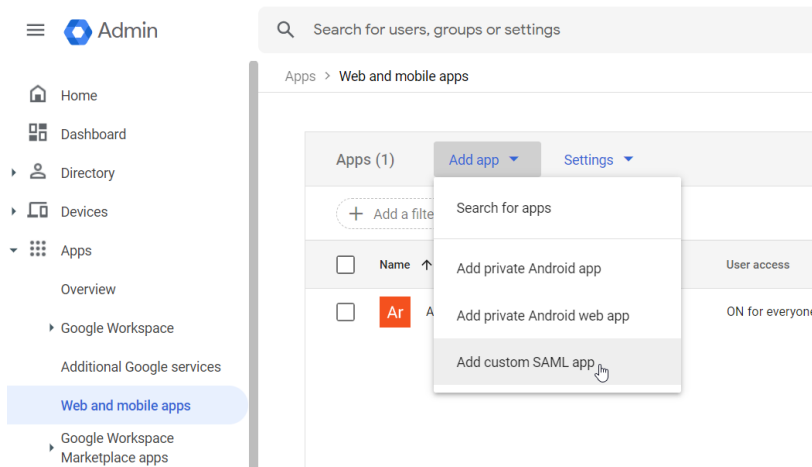 Admin
Search for users, groups or settings
Apps > Web and mobile apps
Home
Dashboard
Directory
Devices
Apps
Overview
Google Workspace
Additional Google services
Web and mobile apps
Google Workspace
Marketplace apps
Apps (1)
Add app
Settings
Add a filte
Search for apps
Add private Android app
Add private Android web app
Add custom SAML app
Name
User access
Ar
A
ON for everyone